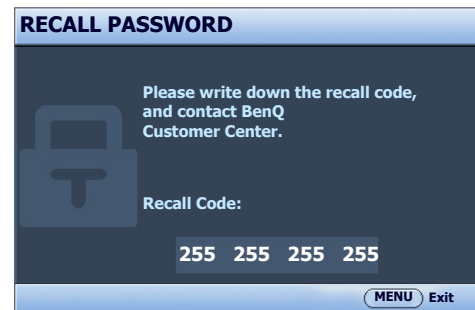 RECALL PASSWORD
Please write down the recall code,
and contact BenQ
Customer Center.
Recall Code:
255 255 255 255
MENU Exit